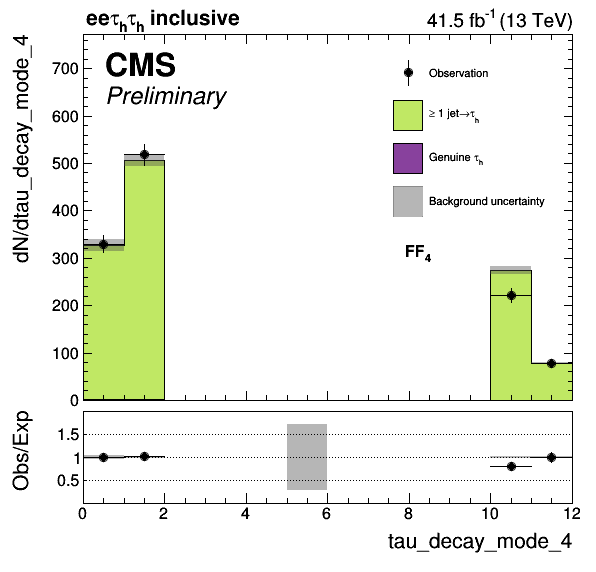 eeτhτh inclusive
41.5 fb-1 (13 TeV)
CMS
Preliminary
Observation
≥ 1 jet→τh
Genuine τh
Background uncertainty
FF4
dN/dtau_decay_mode_4
700
600
500
400
300
200
100
0
Obs/Exp
1.5
1
0.5
0 2 4 6 8 10 12
tau_decay_mode_4